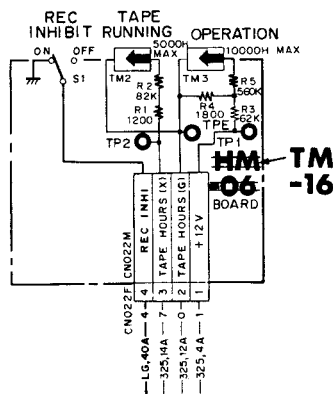 REC INHIBIT
TAPE RUNNING
OPERATION
ON OFF
S1
5000H MAX
10000H MAX
TM2
TM3
R2 82K
R1 1200
R5 560K
R4 1800
R3 62K
TPE
TP2
TP1
HM TM
-06 -16
BOARD
CN022F CN022M
4 REC INHI
3 TAPE HOURS (X)
2 TAPE HOURS (G)
1 +12V
LG,40A 4
325,14A 7
325,12A 0
325,4A 1